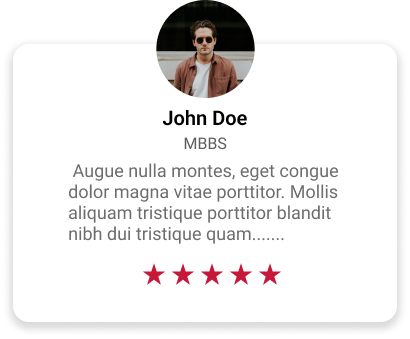 John Doe
MBBS
Augue nulla montes, eget congue
dolor magna vitae porttitor. Mollis
aliquam tristique porttitor blandit
nibh dui tristique quam.......